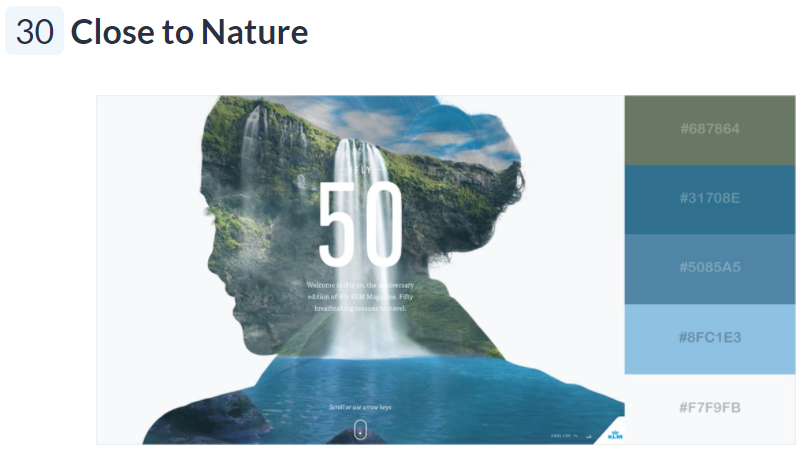 30 Close to Nature
#687864
FLY
50
#31708E
#5085A5
Welcome to iFly on the anniversary
edition of iFly KLM Magazine. Fifty
breathtaking reasons to travel.
#8FC1E3
#F7F9FB
Scroll or use arrow keys
KLM